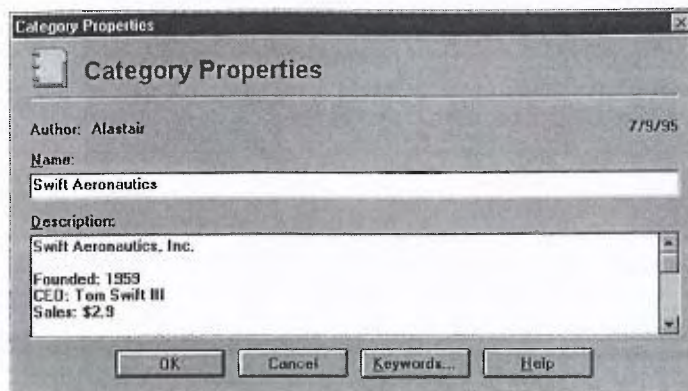 Category Properties
Category Properties
Author: Alastair 7/9/95
Name:
Swift Aeronautics
Description:
Swift Aeronautics, Inc.
Founded: 1959
CEO: Tom Swift III
Sales: $2.9
OK Cancel Keywords... Help